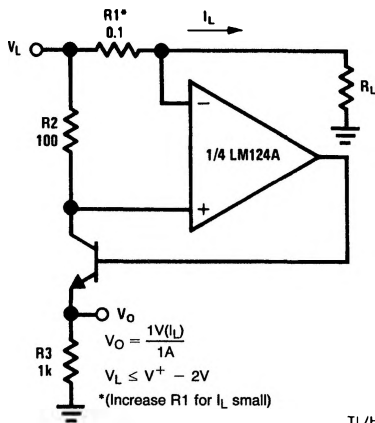 R1*
0.1
I_L
V_L
R2
100
R_L
−
1/4 LM124A
+
V_O
V_O = 1V(I_L) / 1A
R3
1k
V_L ≤ V⁺ − 2V
*(Increase R1 for I_L small)